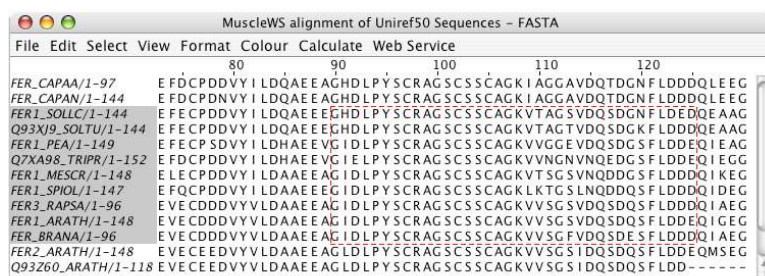 MuscleWS alignment of Uniref50 Sequences – FASTA
File Edit Select View Format Colour Calculate Web Service
80 90 100 110 120
FER_CAPAA/1-97 EFDCPDDVYILDQAEEAGHDLPYSCRAGSCSSCAGKIAGGAVDQTDGNFLDDDQLEEG
FER_CAPAN/1-144 EFDCPDNVYILDQAEEAGHDLPYSCRAGSCSSCAGKIAGGAVDQTDGNFLDDDQLEEG
FER1_SOLLC/1-144 EFECPDDVYILDQAEEEGHDLPYSCRAGSCSSCAGKVTAGSVDQSDGNFLDEDQEAAG
Q93XJ9_SOLTU/1-144 EFECPDDVYILDQAEEEGHDLPYSCRAGSCSSCAGKVTAGTVDQSDGKFLDDDQEAAG
FER1_PEA/1-149 EFECPSDVYILDHAEEVGIDLPYSCRAGSCSSCAGKVVGGEVDQSDGSFLDDEQIEAG
Q7XA98_TRIPR/1-152 EFDCPDDVYILDHAEEVGIELPYSCRAGSCSSCAGKVVNGNVNQEDGSFLDDEQIEGG
FER1_MESCR/1-148 ELECPDDVYILDAAEEAGIDLPYSCRAGSCSSCAGKVTSGSVNQDDGSFLDDDQIKEG
FER1_SPIOL/1-147 EFQCPDDVYILDAAEEEGIDLPYSCRAGSCSSCAGKLKTGSLNQDDQSFLDDDQIDEG
FER3_RAPSA/1-96 EVECDDDVYVLDAAEEAGIDLPYSCRAGSCSSCAGKVVSGSVDQSDQSFLDDDQIAEG
FER1_ARATH/1-148 EVECDDDVYVLDAAEEAGIDLPYSCRAGSCSSCAGKVVSGSVDQSDQSFLDDEQIGEG
FER_BRANA/1-96 EVECDDDVYVLDAAEEAGIDLPYSCRAGSCSSCAGKVVSGFVDQSDESFLDDDQIAEG
FER2_ARATH/1-148 EVECEEDVYVLDAAEEAGLDLPYSCRAGSCSSCAGKVVSGSIDQSDQSFLDDEQMSEG
Q93Z60_ARATH/1-118 EVECEEDVYVLDAAEEAGLDLPYSCRAGSCSSCAGKVVSGSIDQSDQSFLDD------